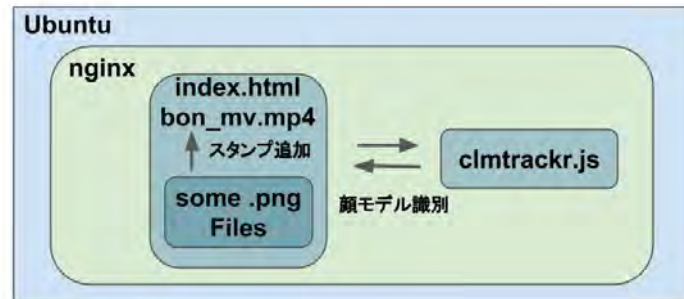 Ubuntu
nginx
index.html
bon_mv.mp4
スタンプ追加
some .png
Files
clmtrackr.js
顔モデル識別